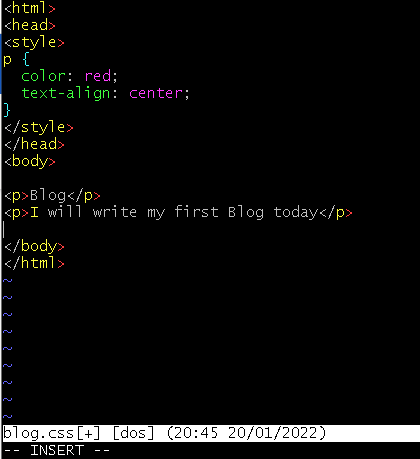 <html>
<head>
<style>
p {
  color: red;
  text-align: center;
}
</style>
</head>
<body>

<p>Blog</p>
<p>I will write my first Blog today</p>

</body>
</html>
~
~
~
~
~
~
~
~
~
blog.css[+] [dos] (20:45 20/01/2022)
-- INSERT --